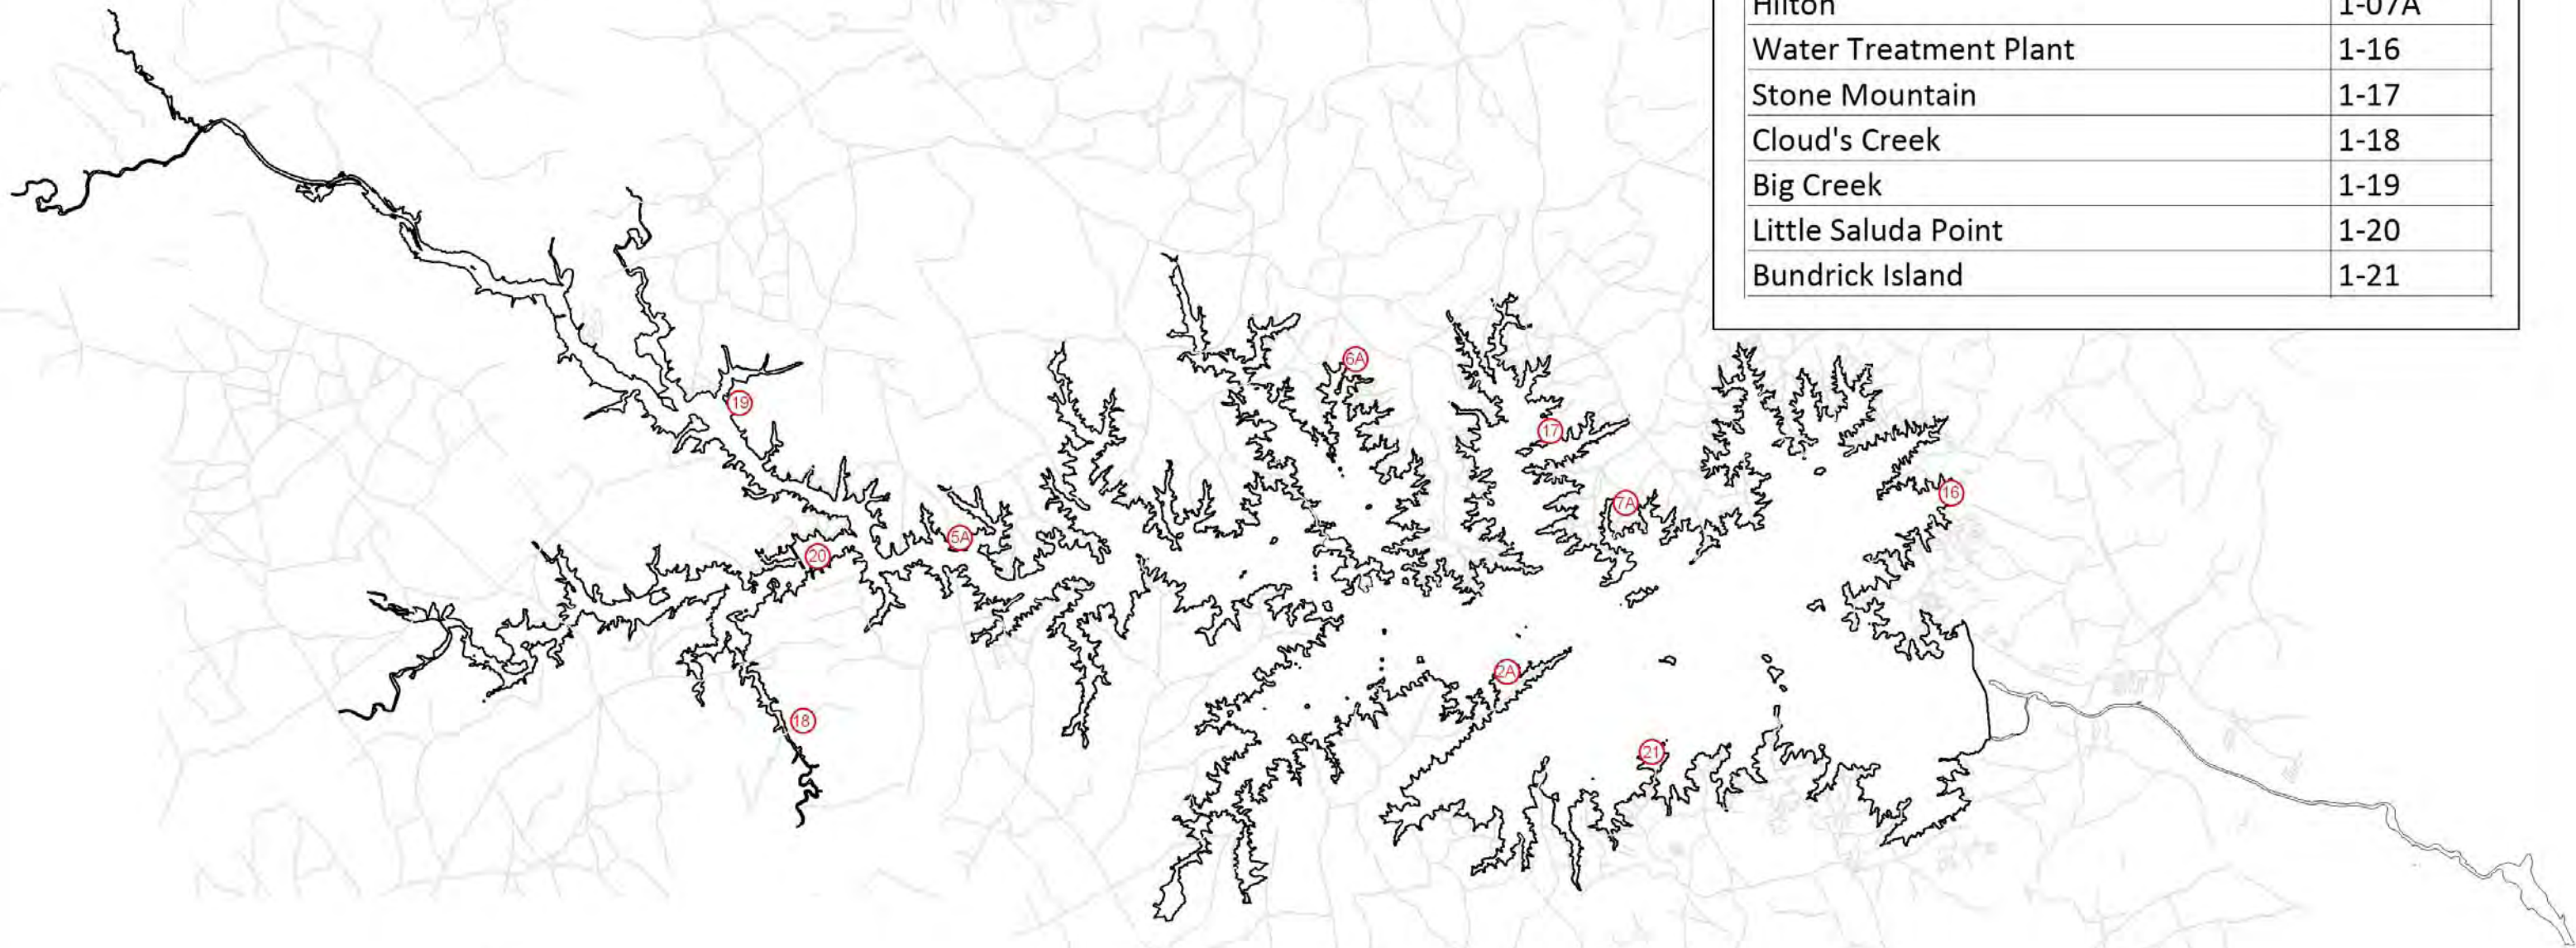 Hilton 1-07A
Water Treatment Plant 1-16
Stone Mountain 1-17
Cloud's Creek 1-18
Big Creek 1-19
Little Saluda Point 1-20
Bundrick Island 1-21
6A
19
17
16
7A
5A
20
2A
18
21